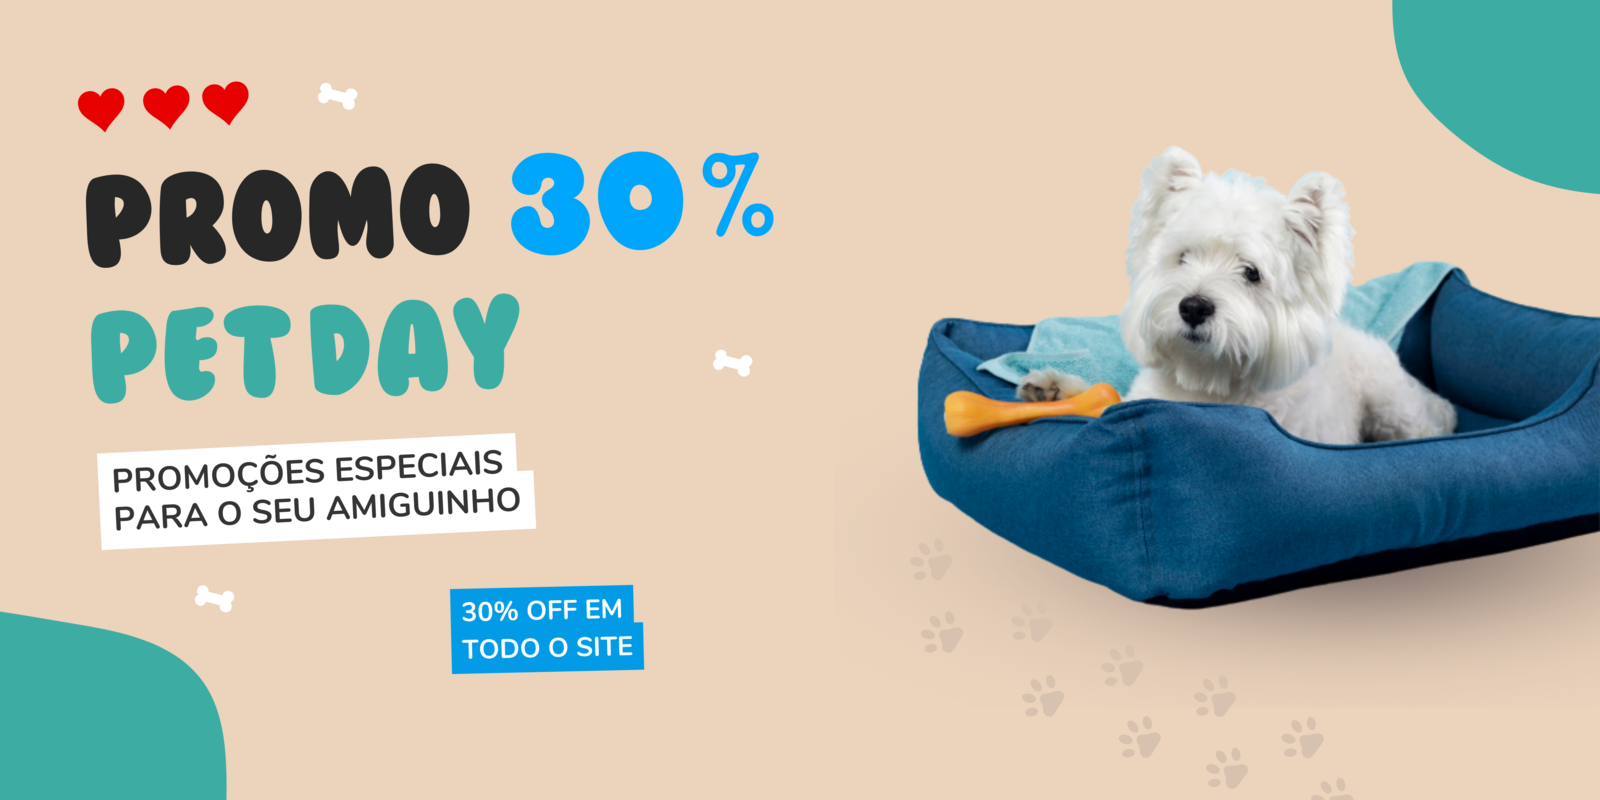 PROMO 30%
PET DAY
PROMOÇÕES ESPECIAIS
PARA O SEU AMIGUINHO
30% OFF EM
TODO O SITE